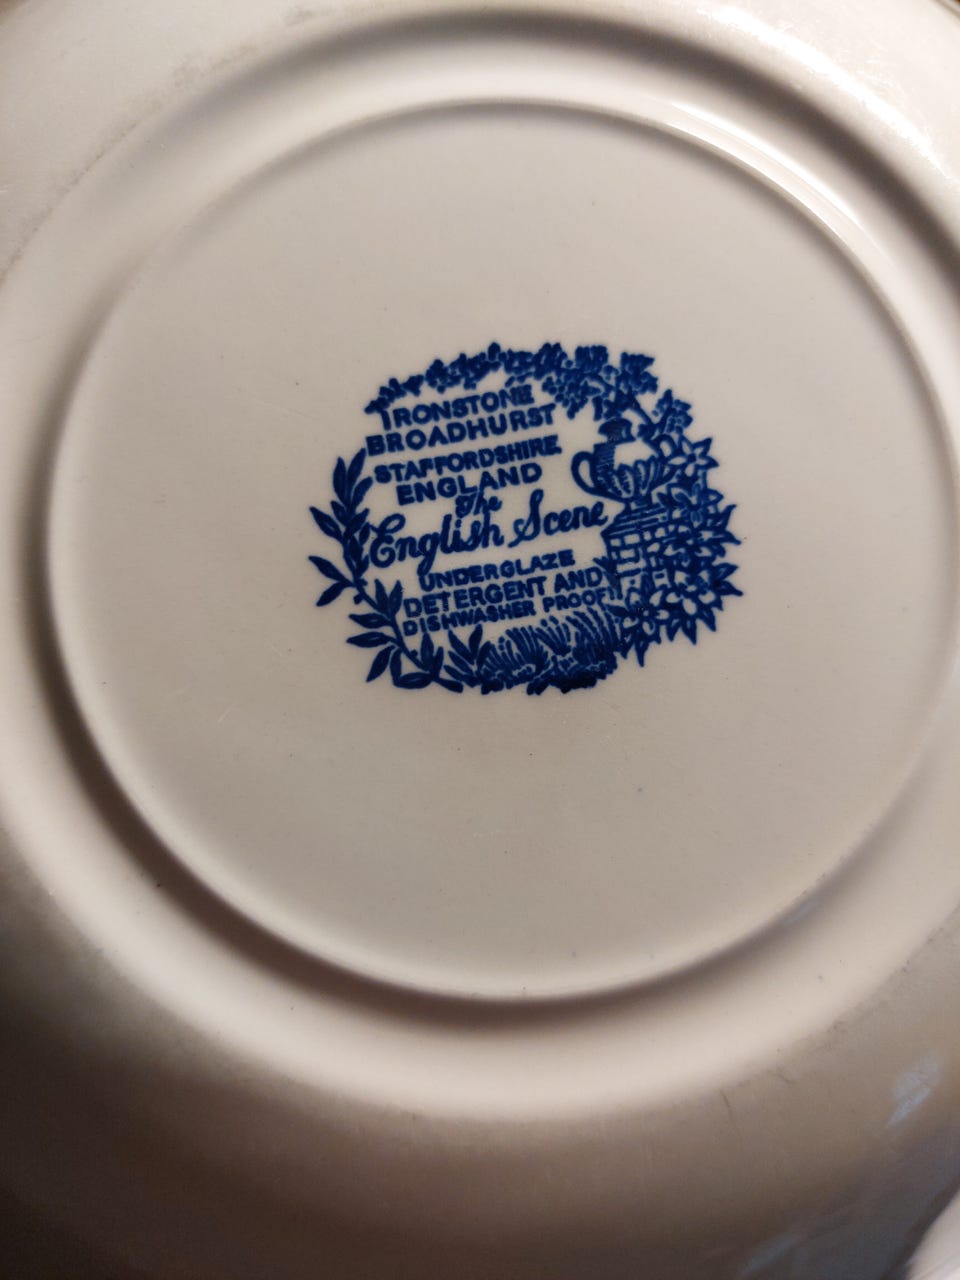 IRONSTONE
BROADHURST
STAFFORDSHIRE
ENGLAND
The
English Scene
UNDERGLAZE
DETERGENT AND
DISHWASHER PROOF